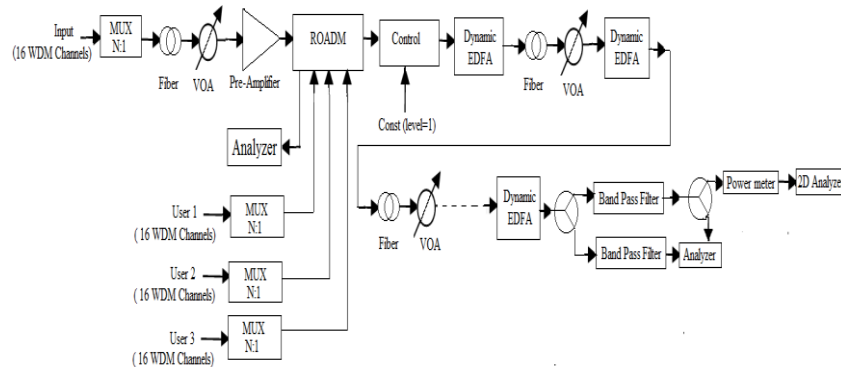 Input
(16 WDM Channels)
MUX
N:1
Fiber
VOA
Pre-Amplifier
ROADM
Control
Const (level=1)
Dynamic
EDFA
Fiber
VOA
Dynamic
EDFA
Analyzer
User 1
( 16 WDM Channels)
MUX
N:1
User 2
( 16 WDM Channels)
MUX
N:1
User 3
( 16 WDM Channels)
MUX
N:1
Fiber
VOA
Dynamic
EDFA
Band Pass Filter
Band Pass Filter
Power meter
2D Analyze
Analyzer